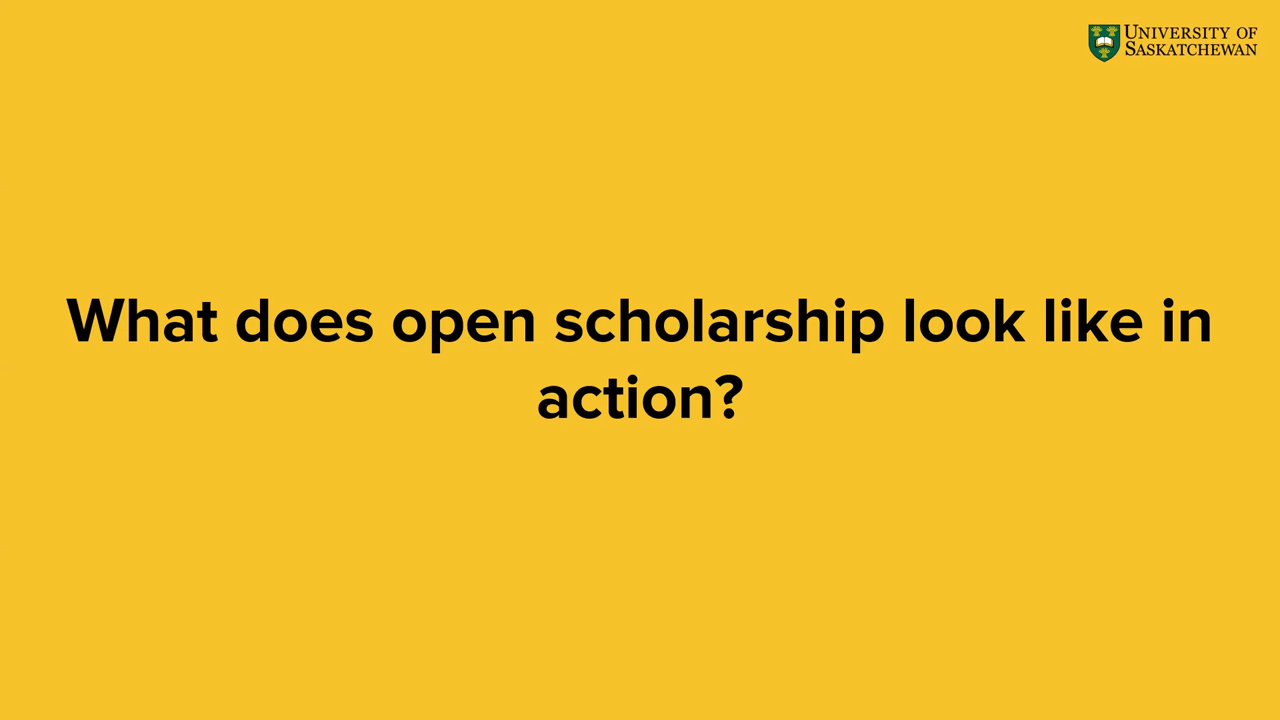 UNIVERSITY OF
SASKATCHEWAN
What does open scholarship look like in
action?